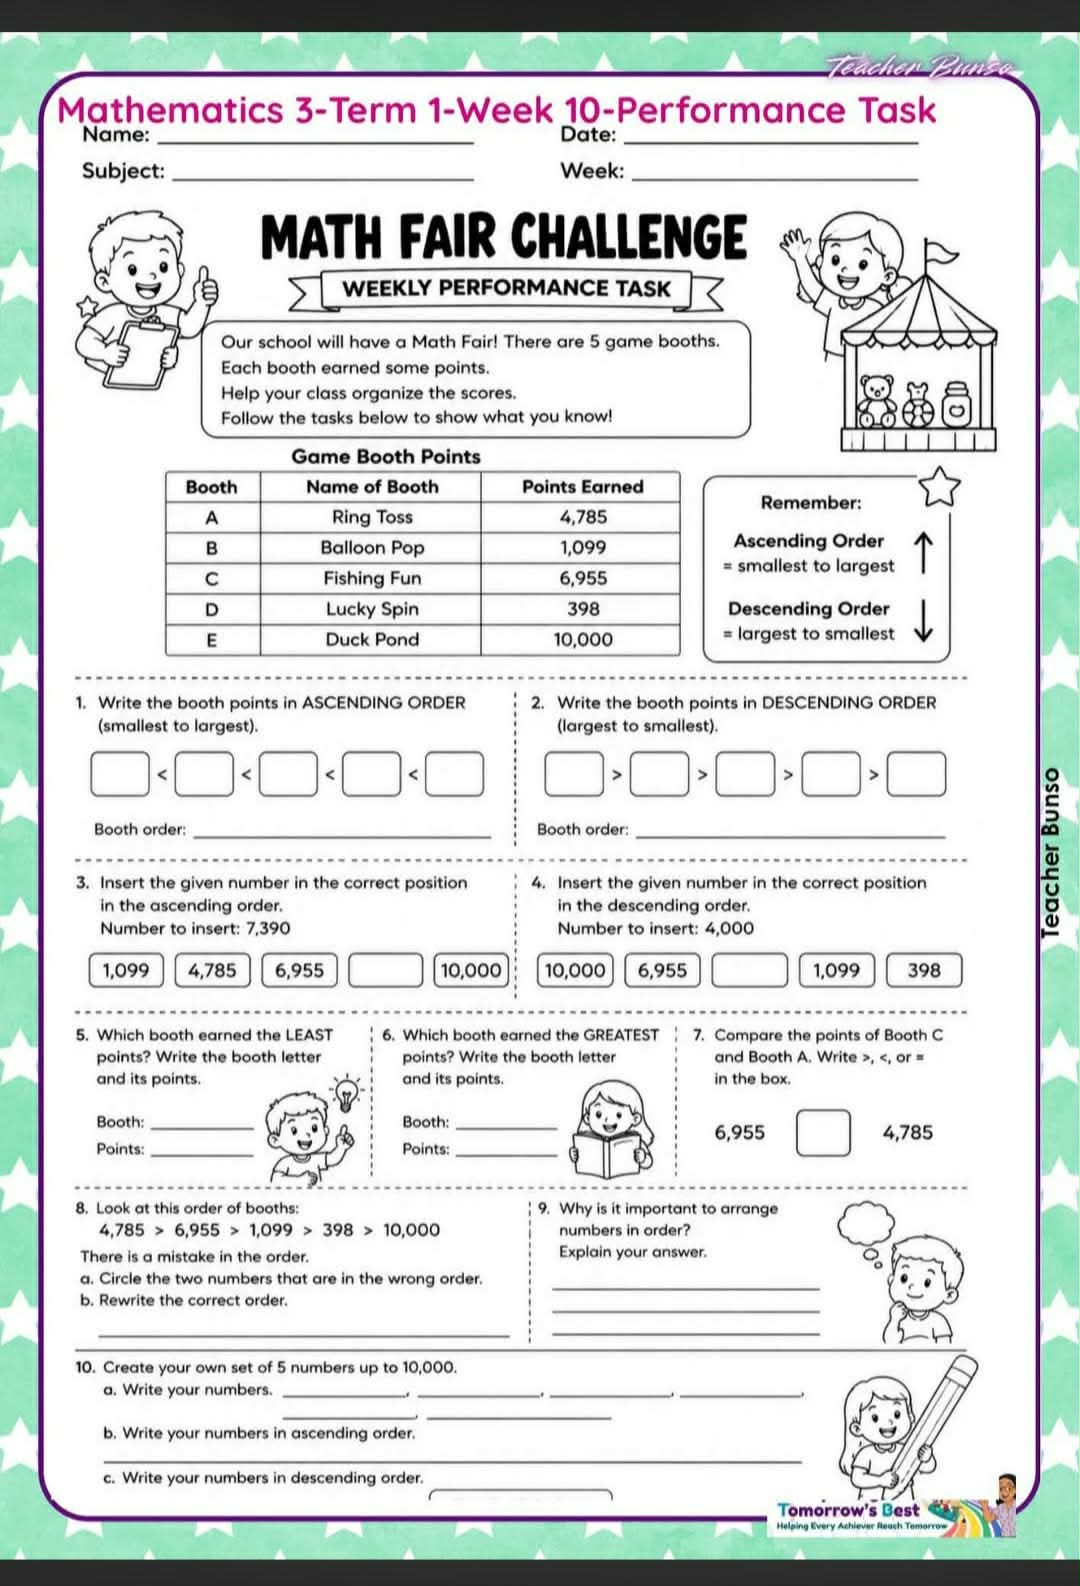 Teacher Bunso
Mathematics 3-Term 1-Week 10-Performance Task
Name: Date:
Subject: Week:
MATH FAIR CHALLENGE
WEEKLY PERFORMANCE TASK
Our school will have a Math Fair! There are 5 game booths.
Each booth earned some points.
Help your class organize the scores.
Follow the tasks below to show what you know!
Game Booth Points
Booth Name of Booth Points Earned
A Ring Toss 4,785
B Balloon Pop 1,099
C Fishing Fun 6,955
D Lucky Spin 398
E Duck Pond 10,000
Remember:
Ascending Order
= smallest to largest
Descending Order
= largest to smallest
1. Write the booth points in ASCENDING ORDER
(smallest to largest).
< < < <
Booth order:
2. Write the booth points in DESCENDING ORDER
(largest to smallest).
> > > >
Booth order:
3. Insert the given number in the correct position
in the ascending order.
Number to insert: 7,390
1,099 4,785 6,955 10,000
4. Insert the given number in the correct position
in the descending order.
Number to insert: 4,000
10,000 6,955 1,099 398
5. Which booth earned the LEAST
points? Write the booth letter
and its points.
Booth:
Points:
6. Which booth earned the GREATEST
points? Write the booth letter
and its points.
Booth:
Points:
7. Compare the points of Booth C
and Booth A. Write >, <, or =
in the box.
6,955 4,785
8. Look at this order of booths:
4,785 > 6,955 > 1,099 > 398 > 10,000
There is a mistake in the order.
a. Circle the two numbers that are in the wrong order.
b. Rewrite the correct order.
9. Why is it important to arrange
numbers in order?
Explain your answer.
10. Create your own set of 5 numbers up to 10,000.
a. Write your numbers. , , , ,
,
b. Write your numbers in ascending order.
c. Write your numbers in descending order.
Teacher Bunso
Tomorrow's Best
Helping Every Achiever Reach Tomorrow